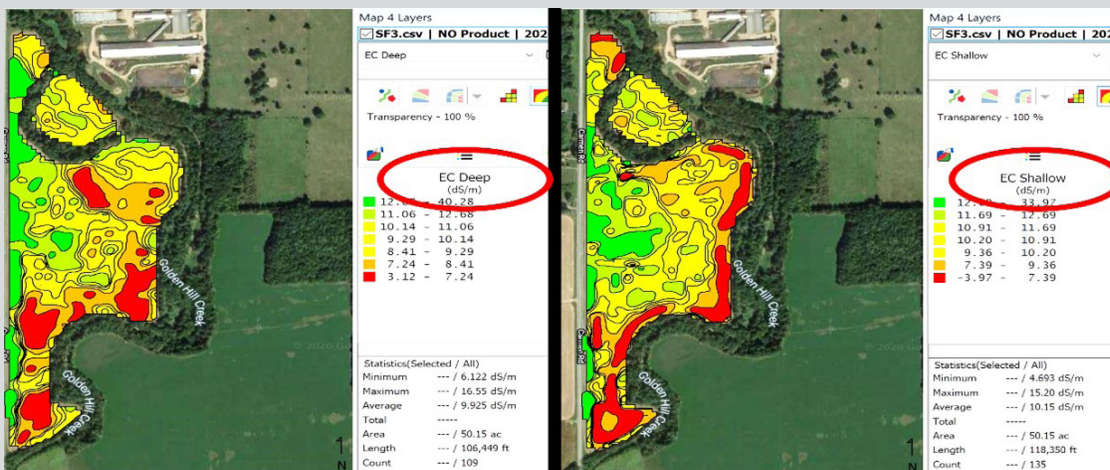 Map 4 Layers
SF3.csv | NO Product | 202
EC Deep
Transparency - 100 %
EC Deep
(dS/m)
40.28
11.06 - 12.68
10.14 - 11.06
9.29 - 10.14
8.41 - 9.29
7.24 - 8.41
3.12 - 7.24
Statistics(Selected / All)
Minimum --- / 6.122 dS/m
Maximum --- / 16.55 dS/m
Average --- / 9.925 dS/m
Total -----
Area --- / 50.15 ac
Length --- / 106,449 ft
Count --- / 109
Carmen Rd
Golden Hill Creek
Golden Hill Creek
1
N
Map 4 Layers
SF3.csv | NO Product | 202
EC Shallow
Transparency - 100 %
EC Shallow
(dS/m)
33.97
11.69 - 12.69
10.91 - 11.69
10.20 - 10.91
9.36 - 10.20
7.39 - 9.36
-3.97 - 7.39
Statistics(Selected / All)
Minimum --- / 4.693 dS/m
Maximum --- / 15.20 dS/m
Average --- / 10.15 dS/m
Total -----
Area --- / 50.15 ac
Length --- / 118,350 ft
Count --- / 135
Carmen Rd
Golden Hill Creek
Golden Hill Creek
1
N